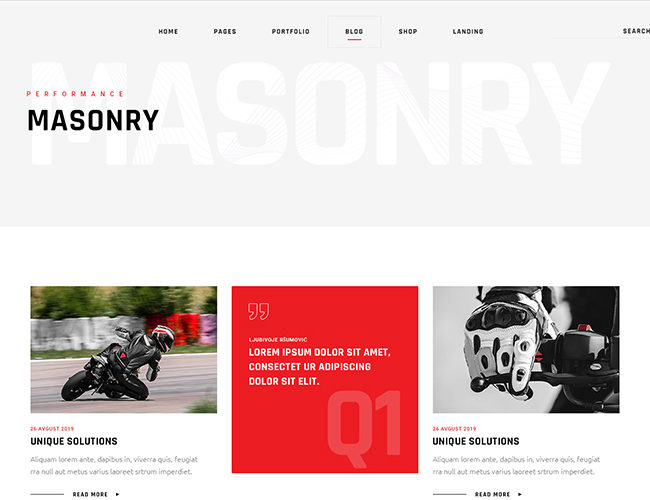 HOME PAGES PORTFOLIO BLOG SHOP LANDING SEARCH
MASONRY
PERFORMANCE
MASONRY
LJUBIVOJE RŠUMOVIĆ
LOREM IPSUM DOLOR SIT AMET,
CONSECTET UR ADIPISCING
DOLOR SIT ELIT.
Q1
26 AVGUST 2019
UNIQUE SOLUTIONS
Aliquam lorem ante, dapibus in, viverra quis, feugiat
rra null aut metus varius laoreet srtrum imperdiet.
READ MORE
26 AVGUST 2019
UNIQUE SOLUTIONS
Aliquam lorem ante, dapibus in, viverra quis, feugiat
rra null aut metus varius laoreet srtrum imperdiet.
READ MORE